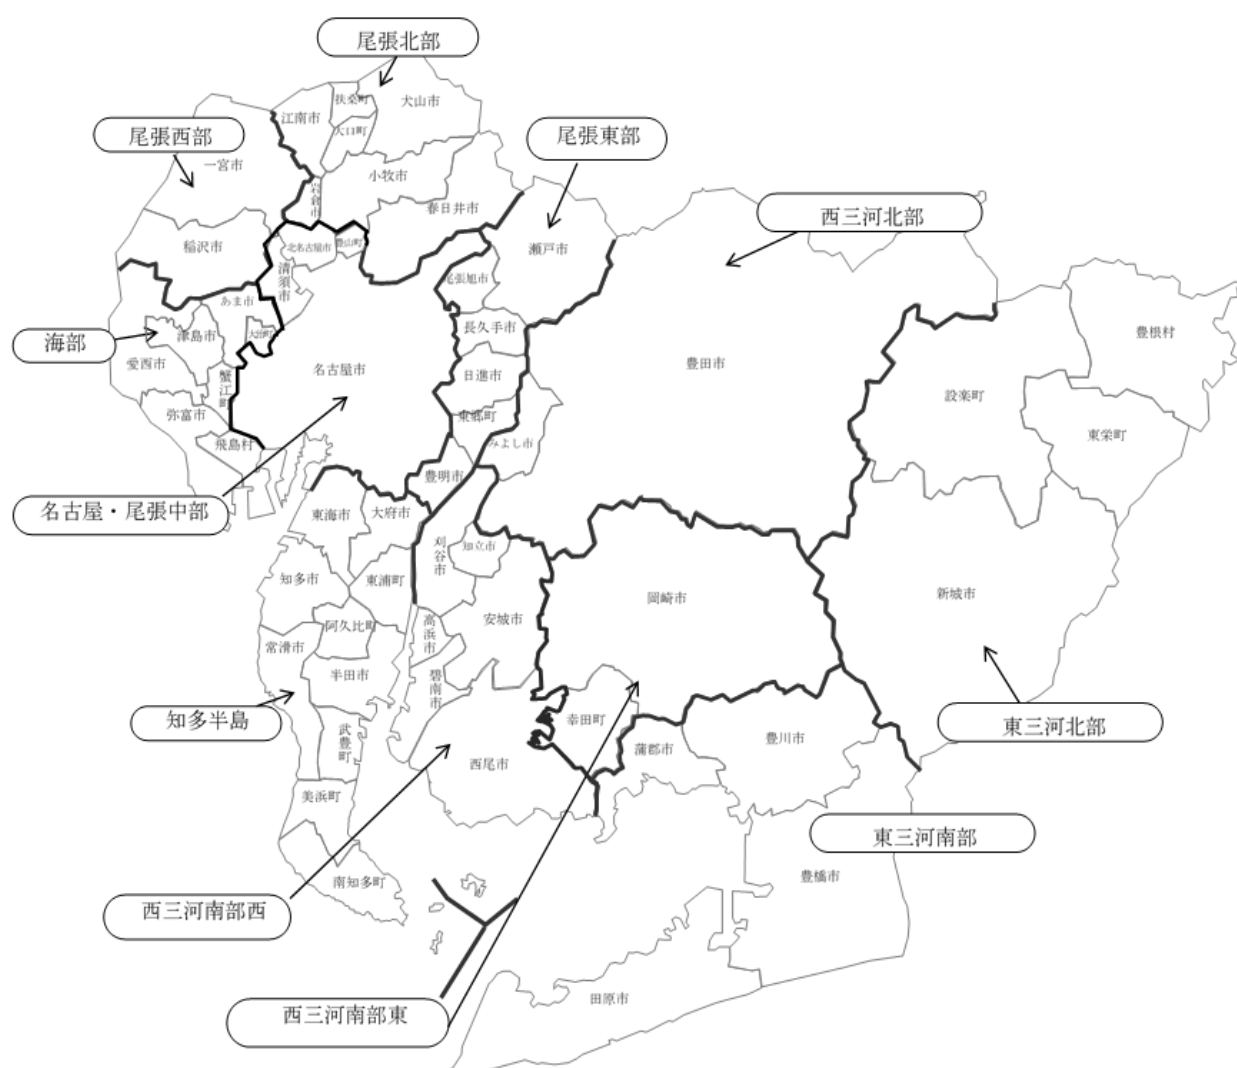 尾張北部
扶桑町
犬山市
江南市
大口町
尾張西部
一宮市
尾張東部
小牧市
岩倉市
春日井市
西三河北部
稲沢市
北名古屋市
豊山町
瀬戸市
清須市
尾張旭市
あま市
長久手市
海部
津島市
大治町
豊根村
愛西市
名古屋市
日進市
豊田市
蟹江町
設楽町
弥富市
東郷町
みよし市
東栄町
飛島村
豊明市
名古屋・尾張中部
東海市
大府市
刈谷市
知立市
知多市
東浦町
岡崎市
新城市
阿久比町
高浜市
安城市
常滑市
半田市
碧南市
知多半島
武豊町
幸田町
蒲郡市
豊川市
東三河北部
西尾市
美浜町
東三河南部
南知多町
豊橋市
西三河南部西
田原市
西三河南部東